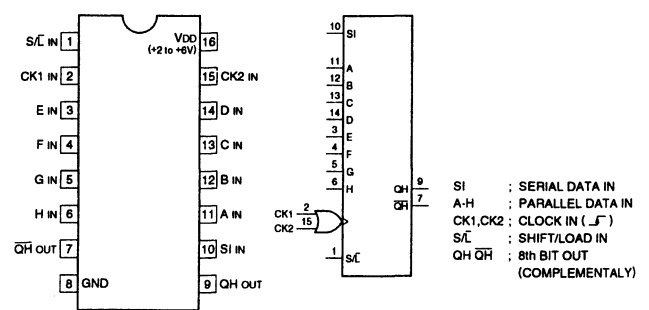 S/L̅ IN 1
CK1 IN 2
E IN 3
F IN 4
G IN 5
H IN 6
Q̅H̅ OUT 7
8 GND
VDD 16
(+2 to +6V)
15 CK2 IN
14 D IN
13 C IN
12 B IN
11 A IN
10 SI IN
9 QH OUT
10 SI
11 A
12 B
13 C
14 D
3 E
4 F
5 G
6 H
CK1 2
CK2 15
1 S/L̅
QH 9
Q̅H̅ 7
SI ; SERIAL DATA IN
A-H ; PARALLEL DATA IN
CK1,CK2 ; CLOCK IN ( )
S/L̅ ; SHIFT/LOAD IN
QH Q̅H̅ ; 8th BIT OUT
(COMPLEMENTALY)